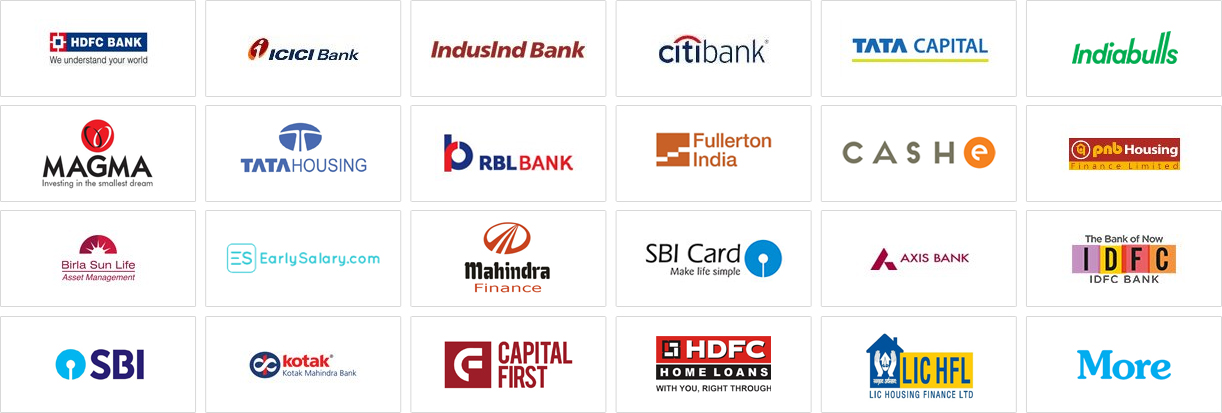 HDFC BANK
We understand your world
ICICI Bank
IndusInd Bank
citibank®
TATA CAPITAL
Indiabulls
MAGMA
Investing in the smallest dream
TATA HOUSING
RBL BANK
Fullerton
India
CASHe
pnb Housing
Finance Limited
Birla Sun Life
Asset Management
ES EarlySalary.com
Mahindra
Finance
SBI Card
Make life simple
AXIS BANK
The Bank of Now
IDFC
IDFC BANK
SBI
kotak®
Kotak Mahindra Bank
CAPITAL
FIRST
HDFC
HOME LOANS
WITH YOU, RIGHT THROUGH
LIC HFL
LIC HOUSING FINANCE LTD
More